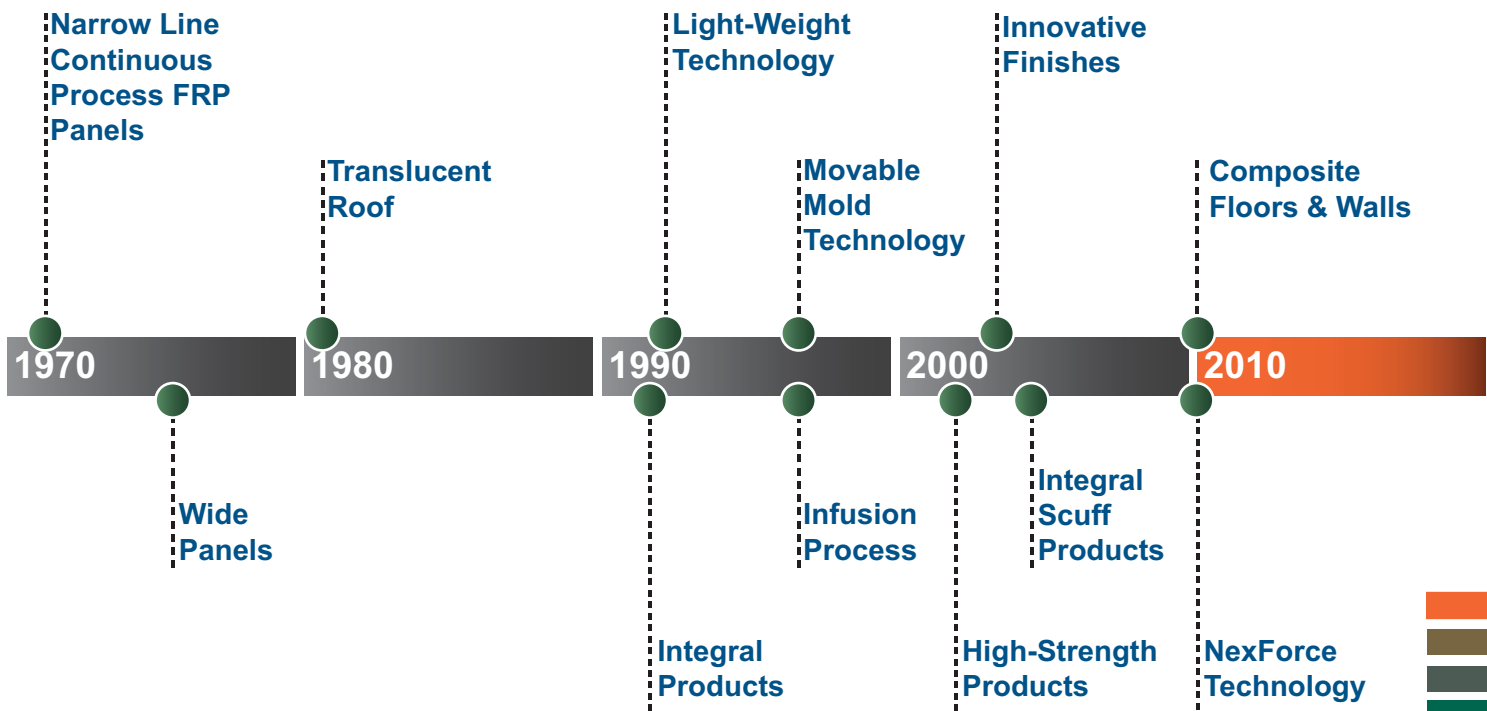 Narrow Line
Continuous
Process FRP
Panels
Light-Weight
Technology
Innovative
Finishes
Translucent
Roof
Movable
Mold
Technology
Composite
Floors & Walls
1970
1980
1990
2000
2010
Wide
Panels
Infusion
Process
Integral
Scuff
Products
Integral
Products
High-Strength
Products
NexForce
Technology